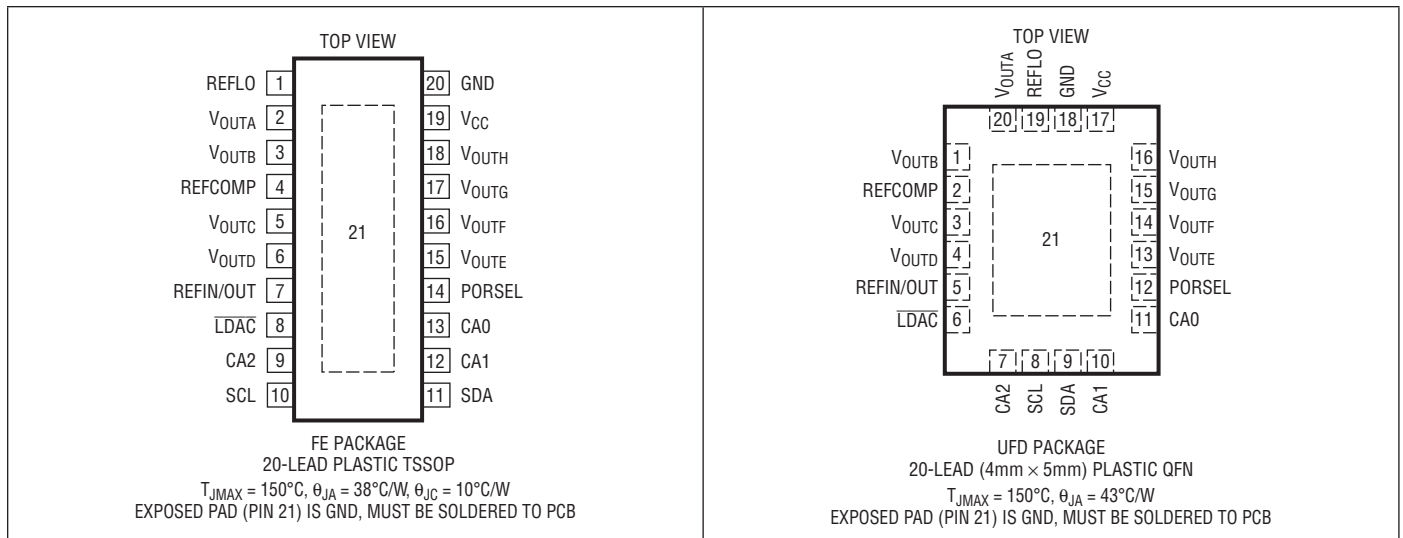 TOP VIEW
REFLO 1
VOUTA 2
VOUTB 3
REFCOMP 4
VOUTC 5
VOUTD 6
REFIN/OUT 7
LDAC 8
CA2 9
SCL 10
20 GND
19 VCC
18 VOUTH
17 VOUTG
16 VOUTF
15 VOUTE
14 PORSEL
13 CA0
12 CA1
11 SDA
21
FE PACKAGE
20-LEAD PLASTIC TSSOP
TJMAX = 150°C, θJA = 38°C/W, θJC = 10°C/W
EXPOSED PAD (PIN 21) IS GND, MUST BE SOLDERED TO PCB
TOP VIEW
VOUTA REFLO GND VCC
20 19 18 17
VOUTB 1
REFCOMP 2
VOUTC 3
VOUTD 4
REFIN/OUT 5
LDAC 6
16 VOUTH
15 VOUTG
14 VOUTF
13 VOUTE
12 PORSEL
11 CA0
21
7 8 9 10
CA2 SCL SDA CA1
UFD PACKAGE
20-LEAD (4mm × 5mm) PLASTIC QFN
TJMAX = 150°C, θJA = 43°C/W
EXPOSED PAD (PIN 21) IS GND, MUST BE SOLDERED TO PCB